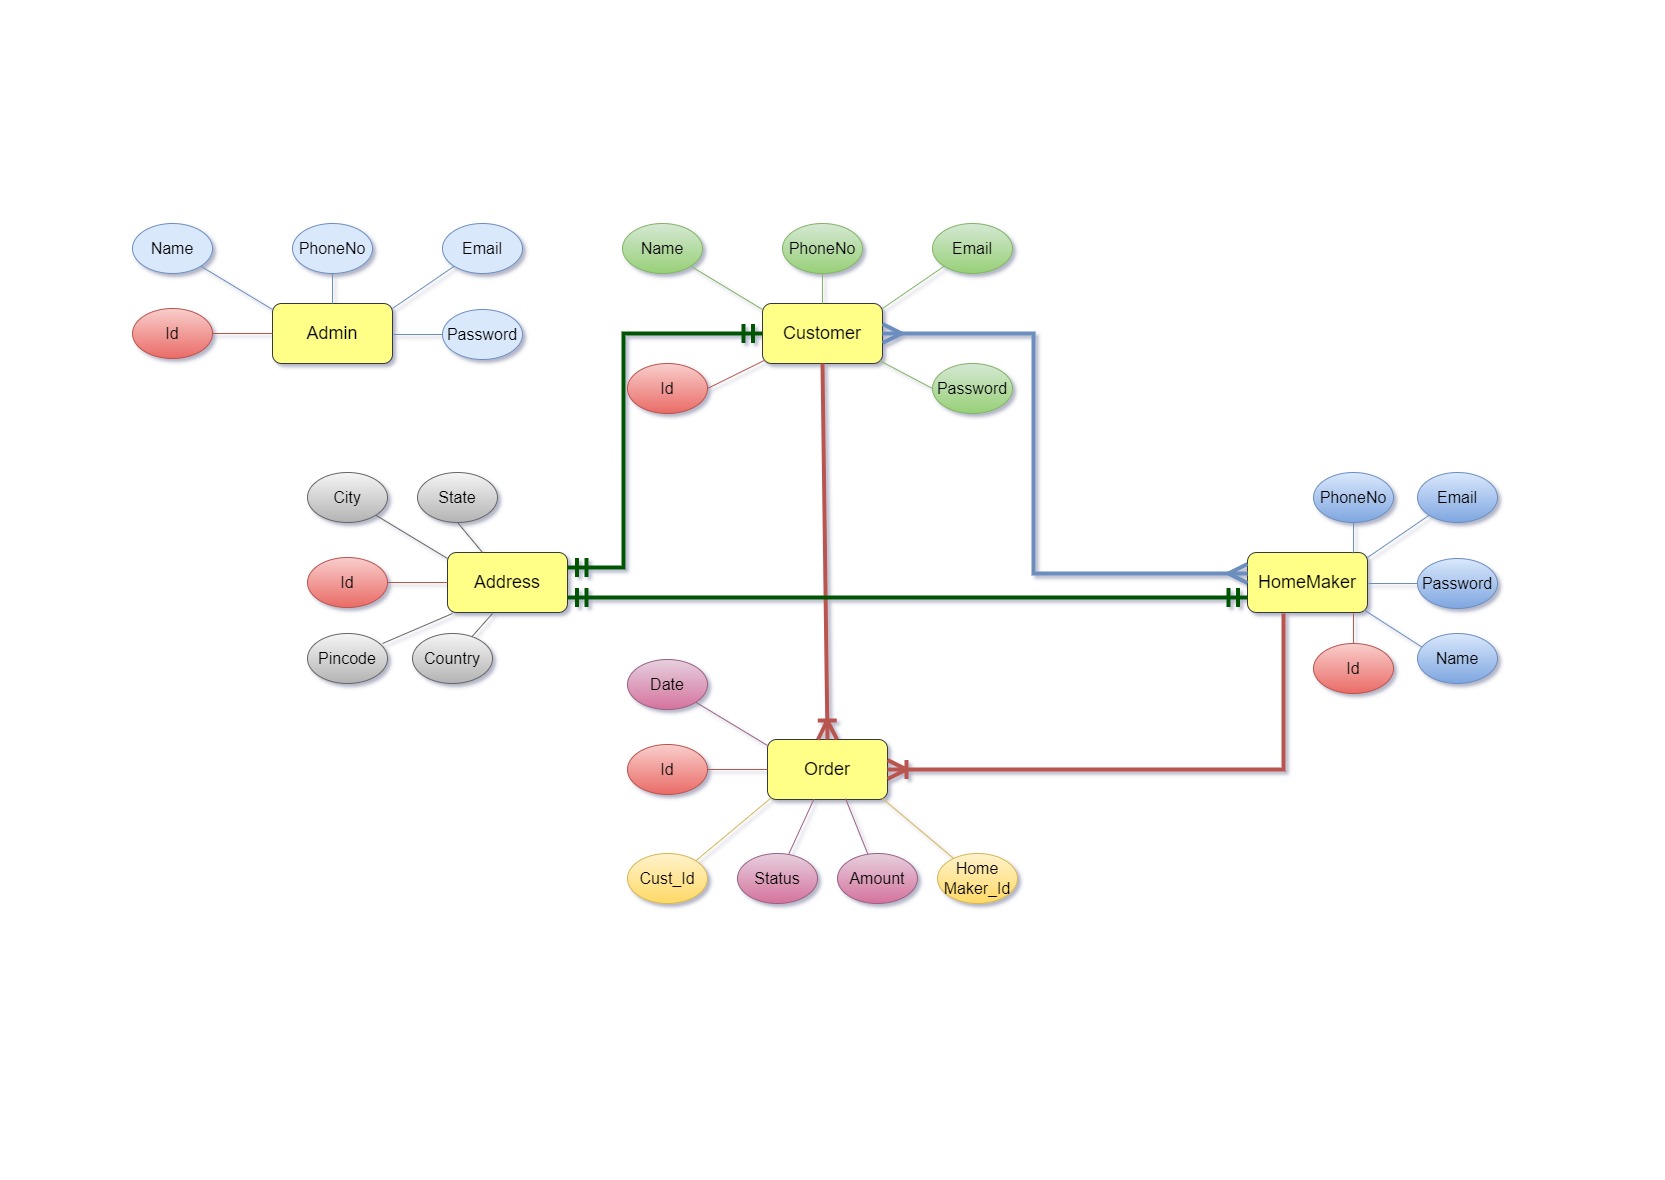 Name
PhoneNo
Email
Id
Admin
Password
Name
PhoneNo
Email
Customer
Id
Password
City
State
Id
Address
Pincode
Country
PhoneNo
Email
HomeMaker
Password
Id
Name
Date
Id
Order
Cust_Id
Status
Amount
Home
Maker_Id